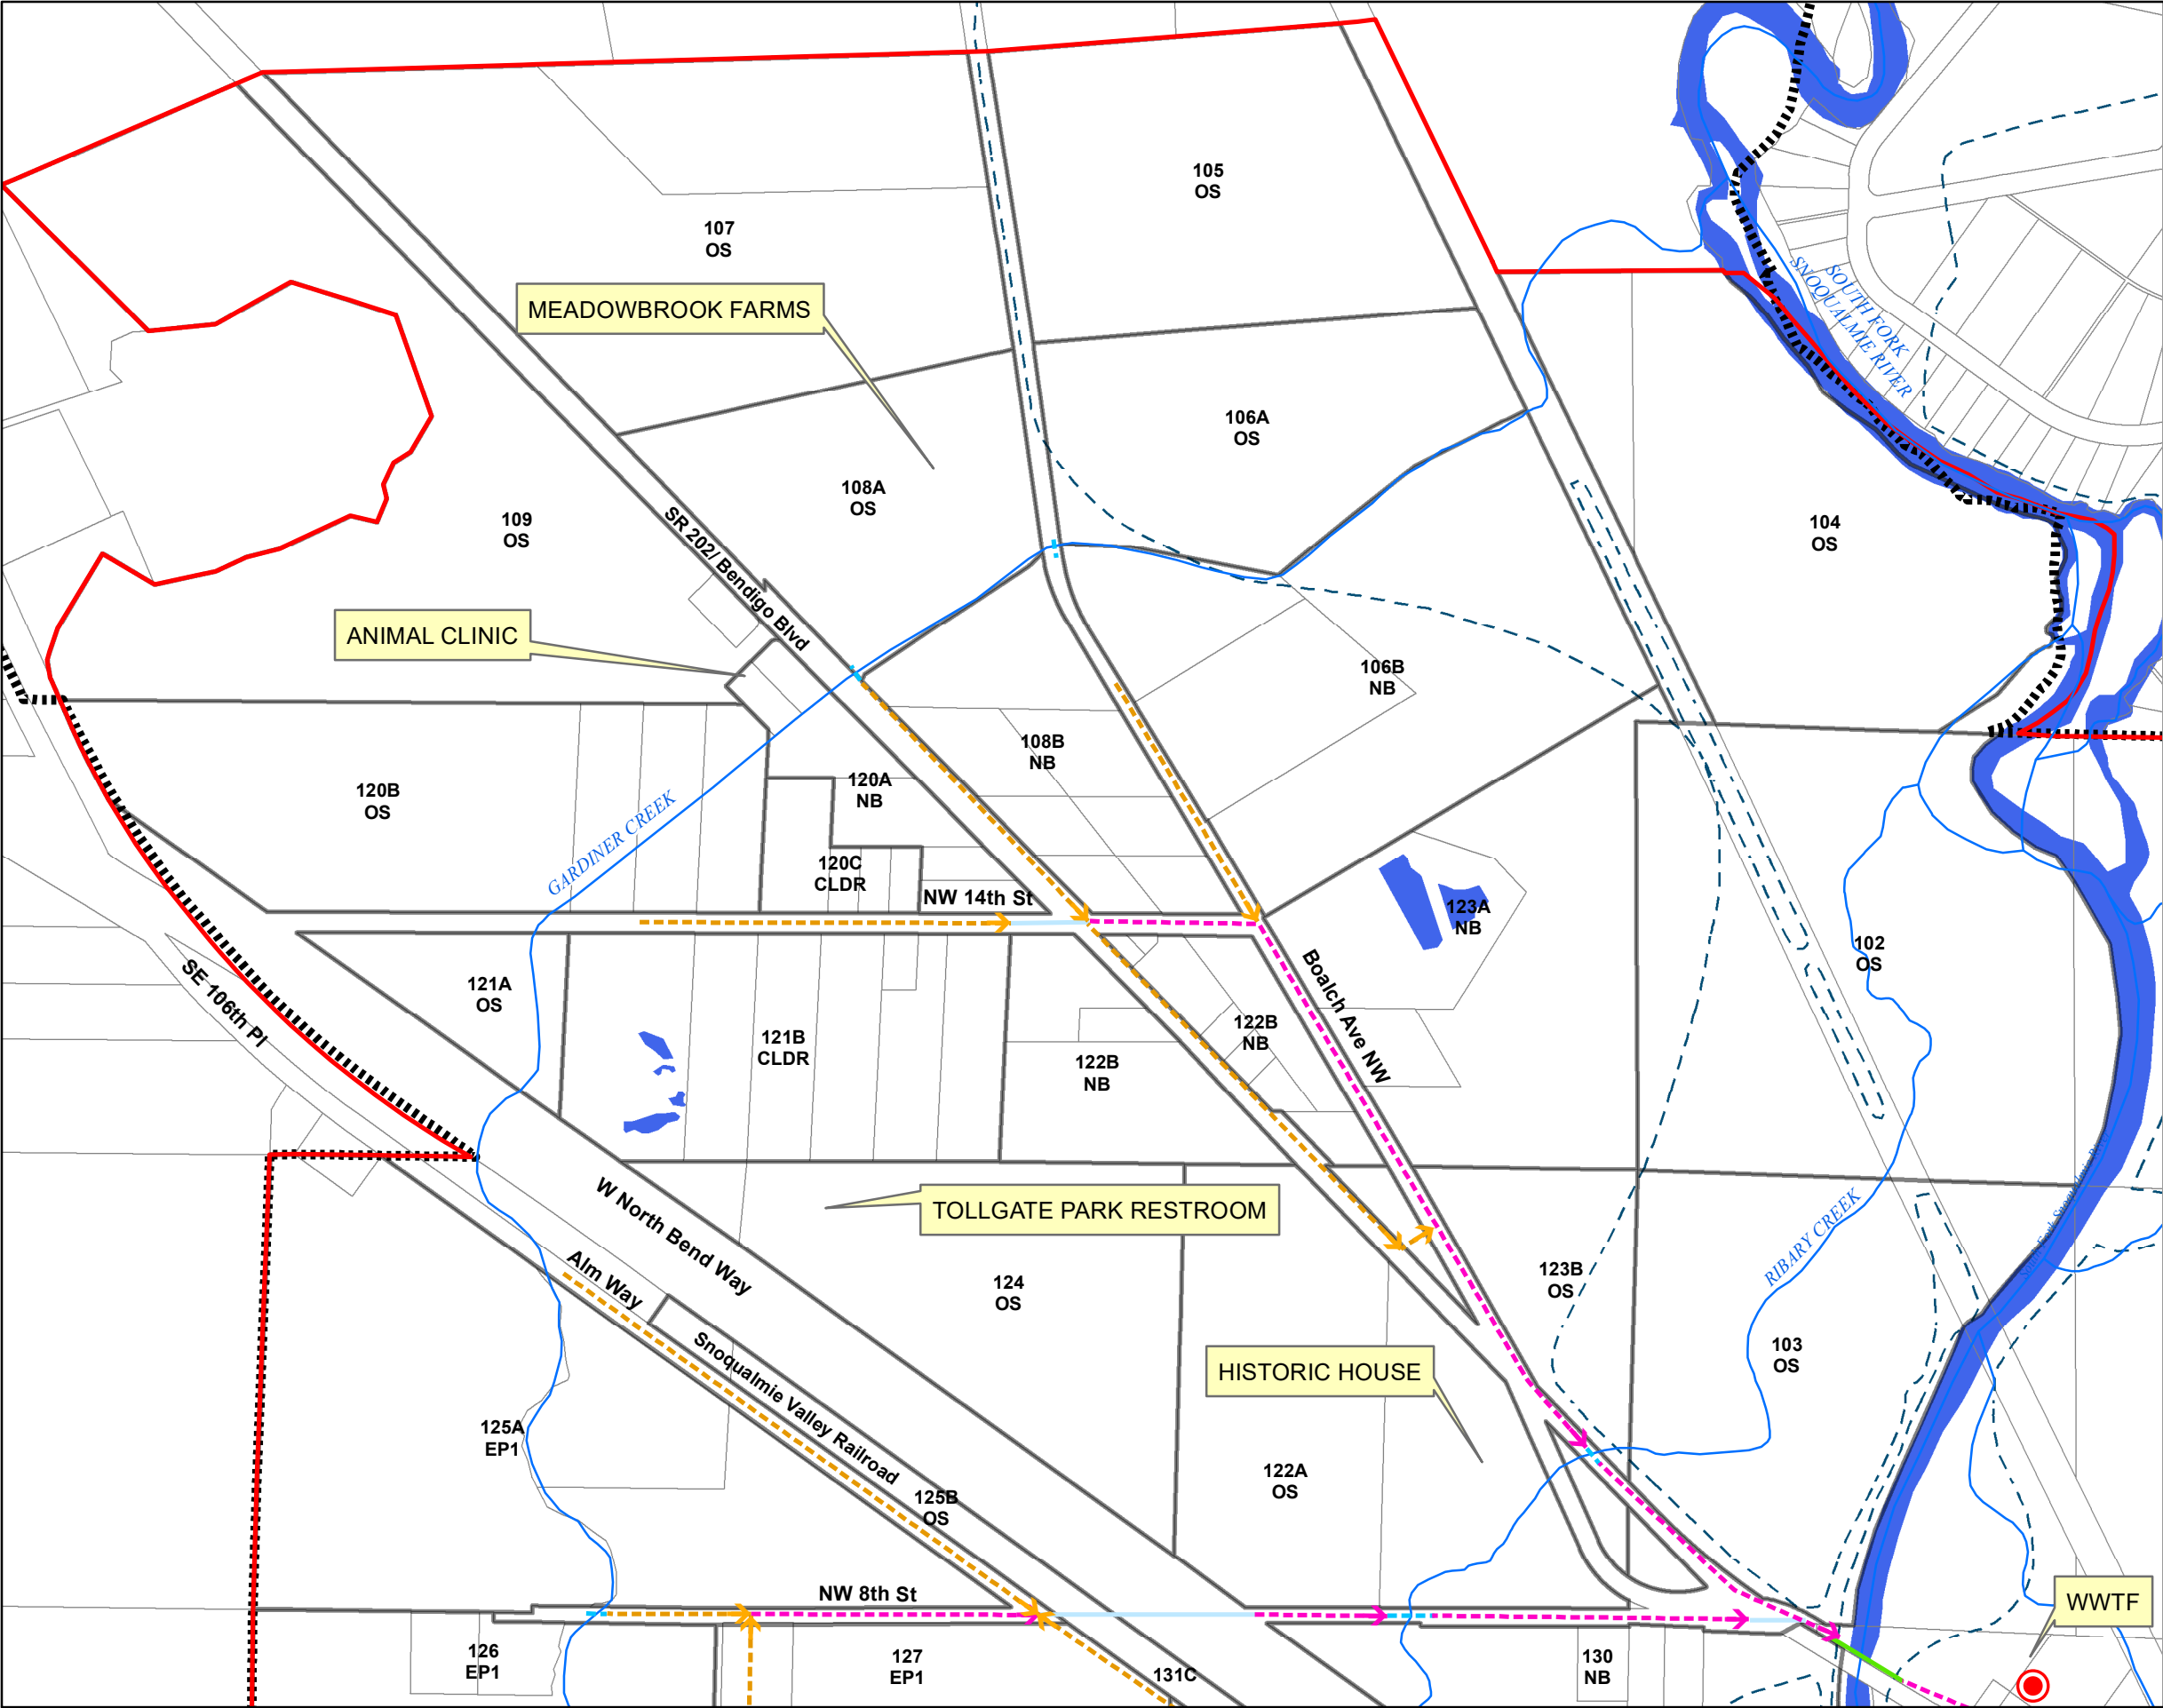 105
OS
107
OS
MEADOWBROOK FARMS
SOUTH FORK
SNOQUALMIE RIVER
106A
OS
108A
OS
109
OS
104
OS
SR 202/ Bendigo Blvd
ANIMAL CLINIC
106B
NB
108B
NB
120A
NB
120B
OS
GARDINER CREEK
120C
CLDR
NW 14th St
123A
NB
102
OS
121A
OS
SE 106th Pl
Boalch Ave NW
121B
CLDR
122B
NB
122B
NB
South Fork Snoqualmie River
W North Bend Way
TOLLGATE PARK RESTROOM
RIBARY CREEK
Alm Way
124
OS
123B
OS
103
OS
HISTORIC HOUSE
Snoqualmie Valley Railroad
125A
EP1
125B
OS
122A
OS
NW 8th St
WWTF
126
EP1
127
EP1
131C
130
NB